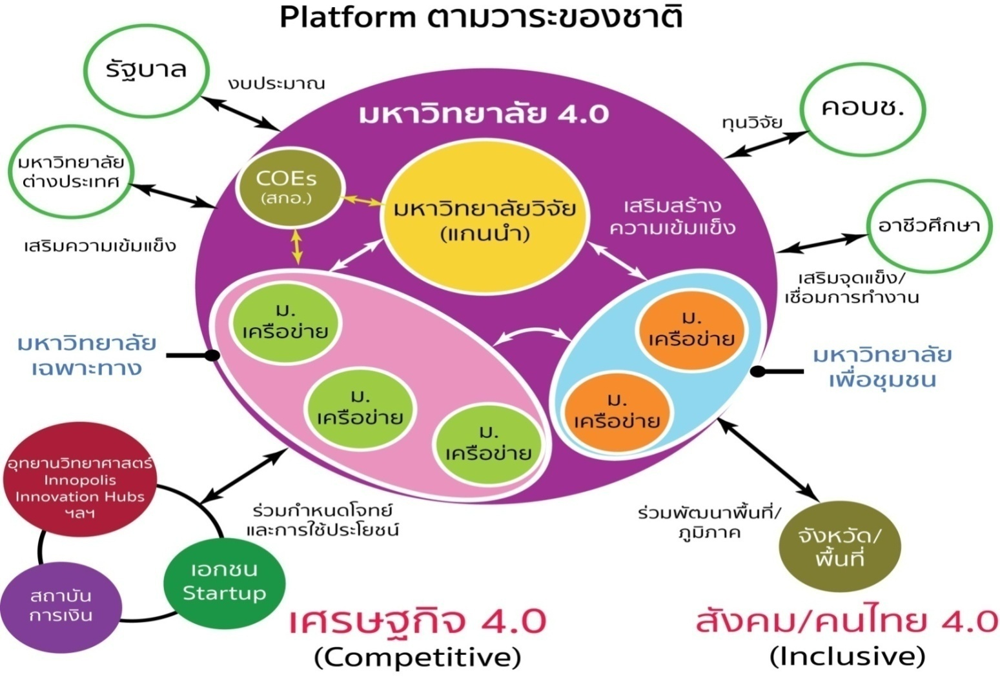 Platform ตามวาระของชาติ
รัฐบาล
งบประมาณ
มหาวิทยาลัย 4.0
คอบช.
ทุนวิจัย
มหาวิทยาลัย
ต่างประเทศ
COEs
(สกอ.)
มหาวิทยาลัยวิจัย
(แกนนำ)
เสริมสร้าง
ความเข้มแข็ง
อาชีวศึกษา
เสริมความเข้มแข็ง
เสริมจุดแข็ง/
เชื่อมการทำงาน
ม.
เครือข่าย
ม.
เครือข่าย
ม.
เครือข่าย
ม.
เครือข่าย
ม.
เครือข่าย
มหาวิทยาลัย
เฉพาะทาง
มหาวิทยาลัย
เพื่อชุมชน
อุทยานวิทยาศาสตร์
Innopolis
Innovation Hubs
ฯลฯ
ร่วมกำหนดโจทย์
และการใช้ประโยชน์
ร่วมพัฒนาพื้นที่/
ภูมิภาค
จังหวัด/
พื้นที่
เอกชน
Startup
สถาบัน
การเงิน
เศรษฐกิจ 4.0
(Competitive)
สังคม/คนไทย 4.0
(Inclusive)